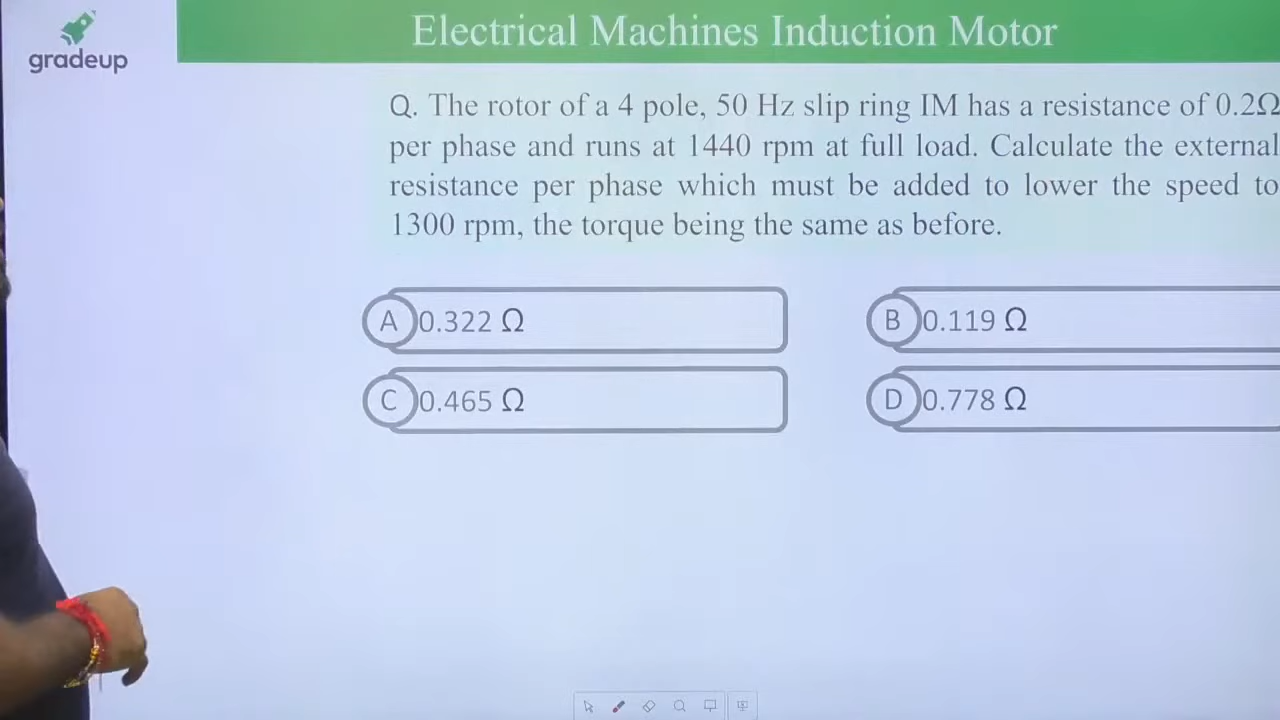 gradeup
Electrical Machines Induction Motor
Q. The rotor of a 4 pole, 50 Hz slip ring IM has a resistance of 0.2Ω
per phase and runs at 1440 rpm at full load. Calculate the external
resistance per phase which must be added to lower the speed to
1300 rpm, the torque being the same as before.
A 0.322 Ω
B 0.119 Ω
C 0.465 Ω
D 0.778 Ω